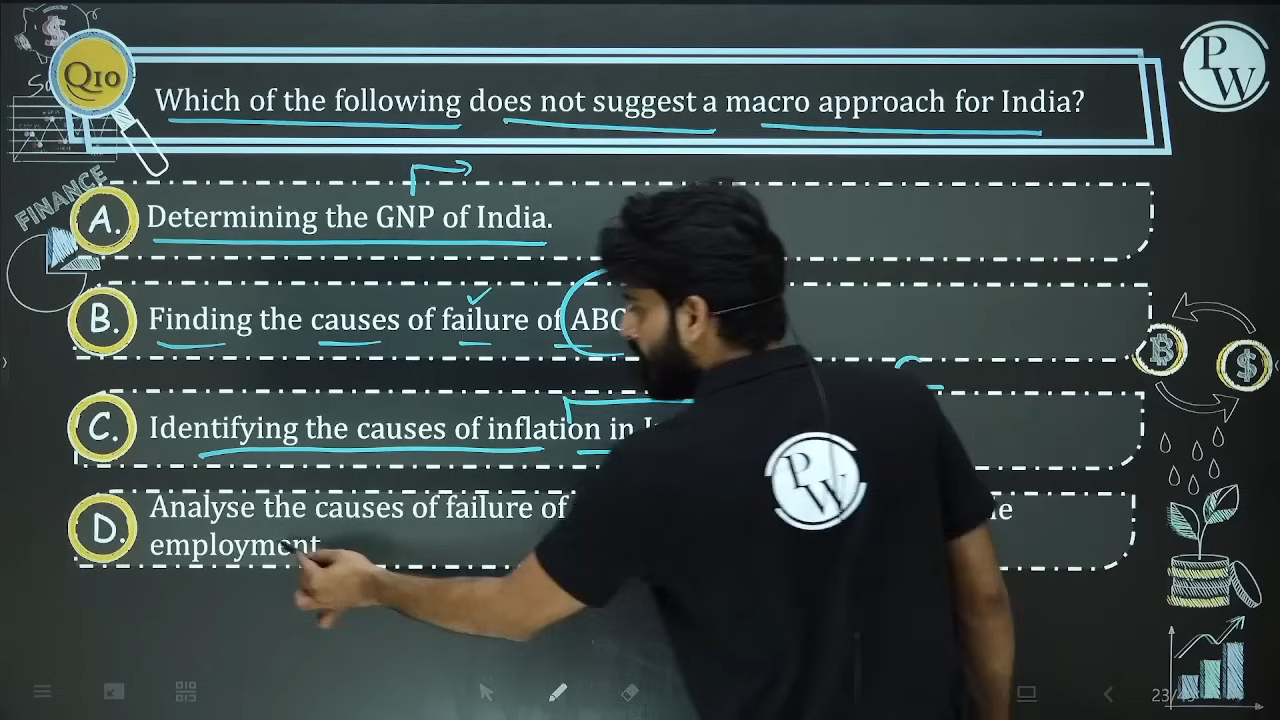 Q10
Which of the following does not suggest a macro approach for India?
PW
FINANCE
A. Determining the GNP of India.
B. Finding the causes of failure of ABC
C. Identifying the causes of inflation in
D. Analyse the causes of failure of
employment
PW